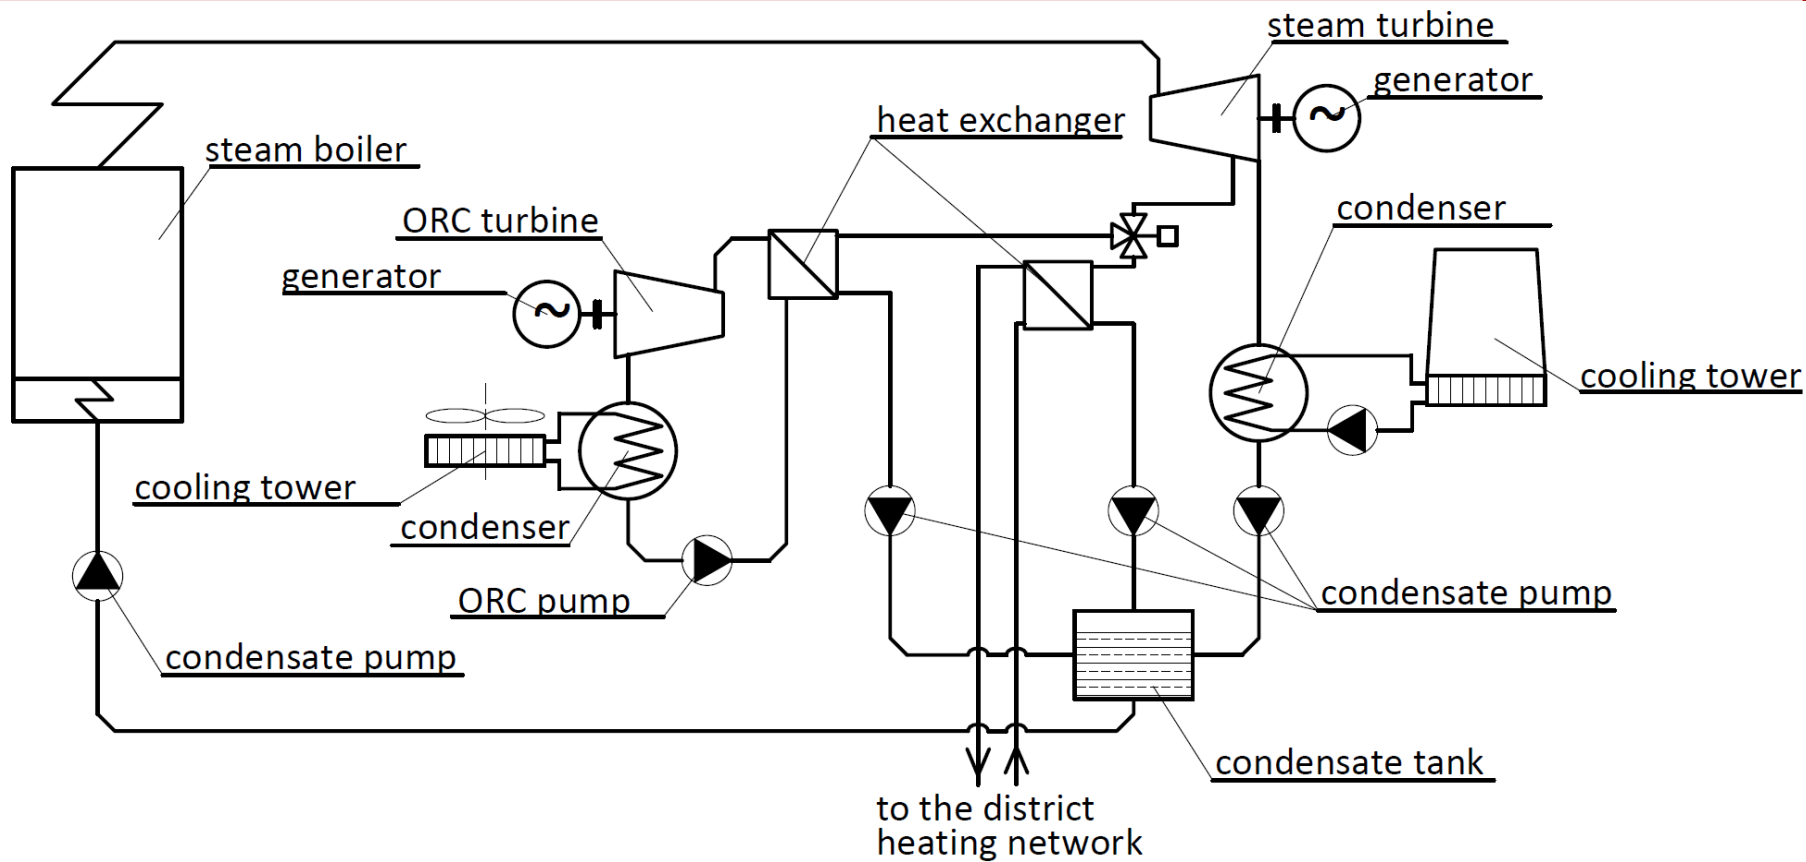 steam turbine
generator
heat exchanger
steam boiler
condenser
ORC turbine
generator
cooling tower
cooling tower
condenser
condensate pump
ORC pump
condensate pump
condensate tank
to the district
heating network